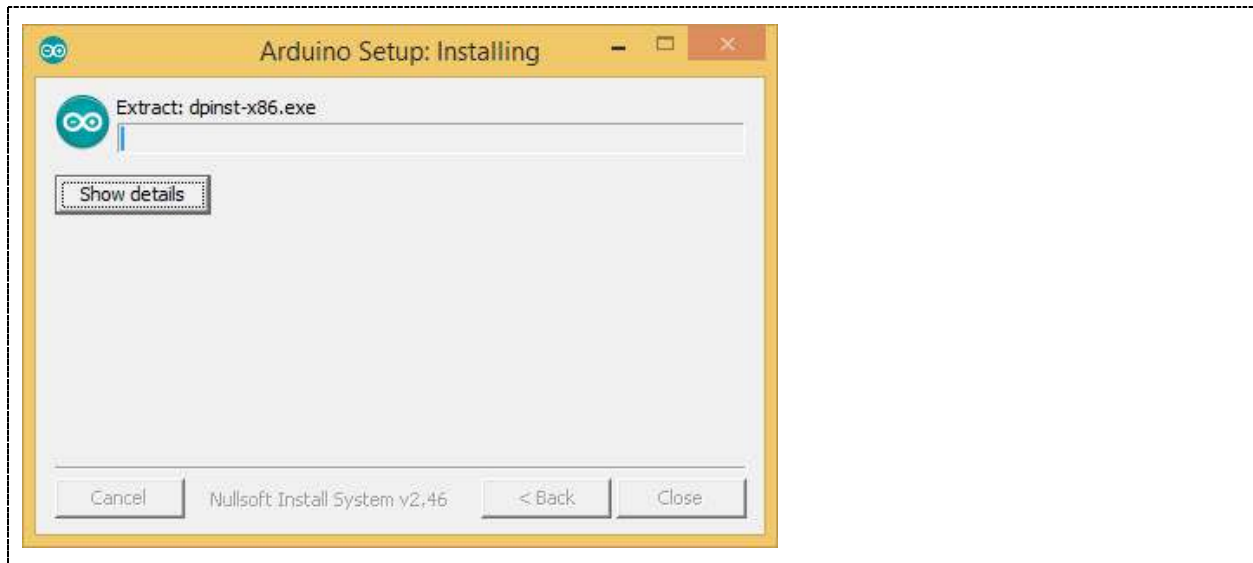 Arduino Setup: Installing
Extract: dpinst-x86.exe
Show details
Cancel Nullsoft Install System v2,46 < Back Close